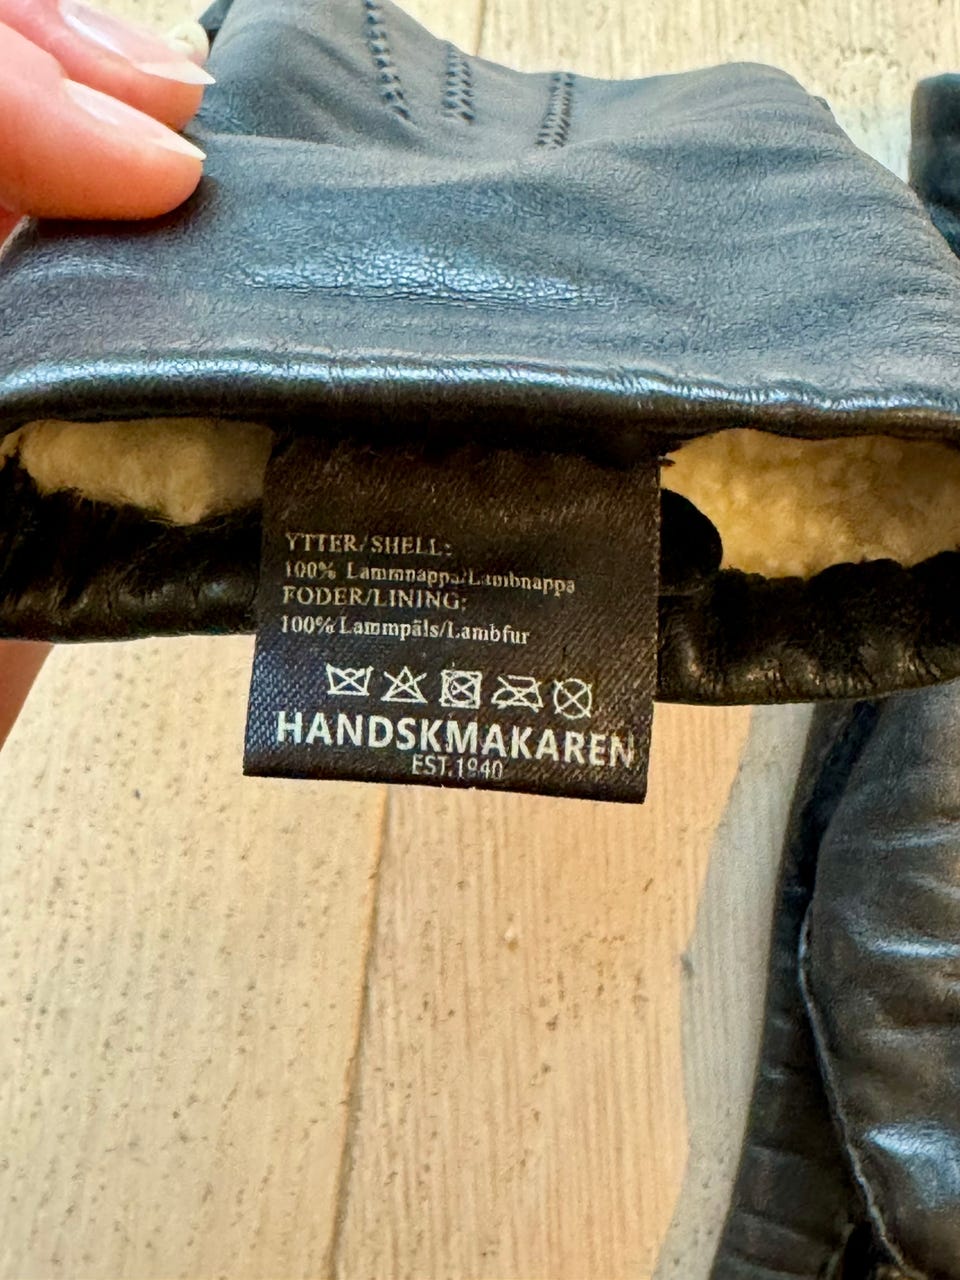 YTTER/SHELL:
100% Lammnappa/Lambnappa
FODER/LINING:
100% Lammpäls/Lambfur
HANDSKMAKAREN
EST.1940